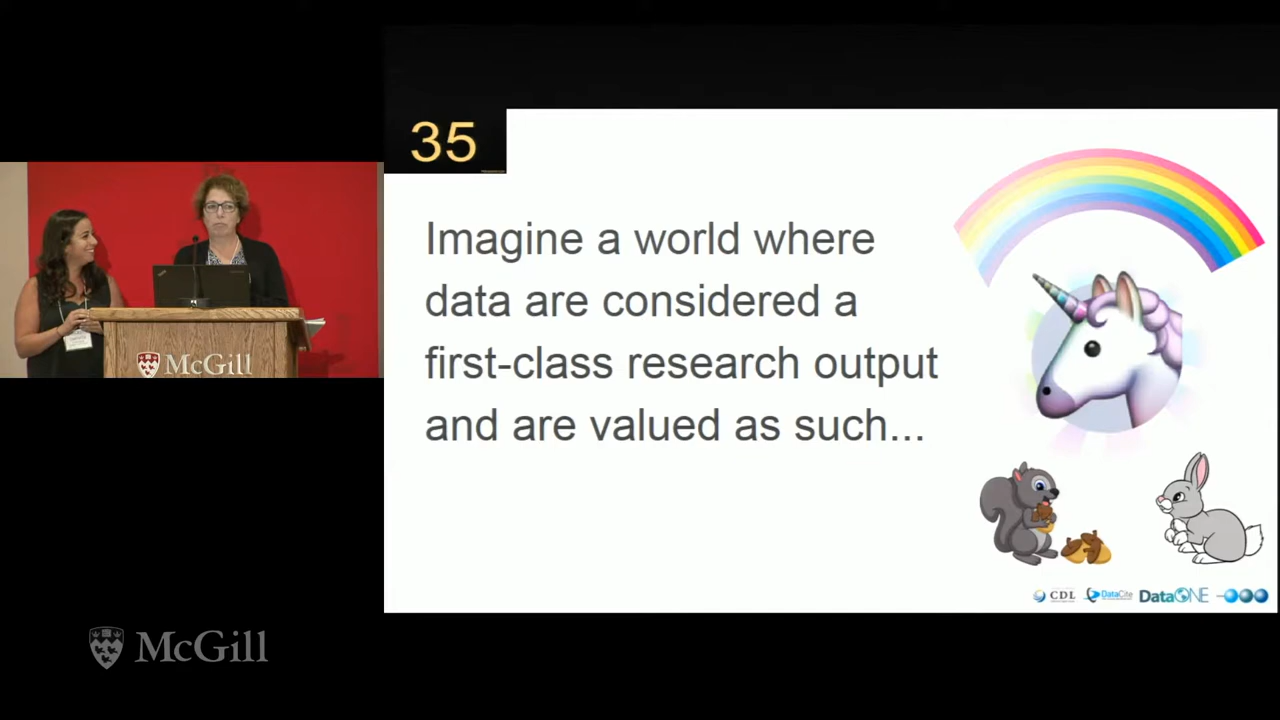 35
Imagine a world where
data are considered a
first-class research output
and are valued as such...
CDL
DataCite
DataONE
McGill
McGill